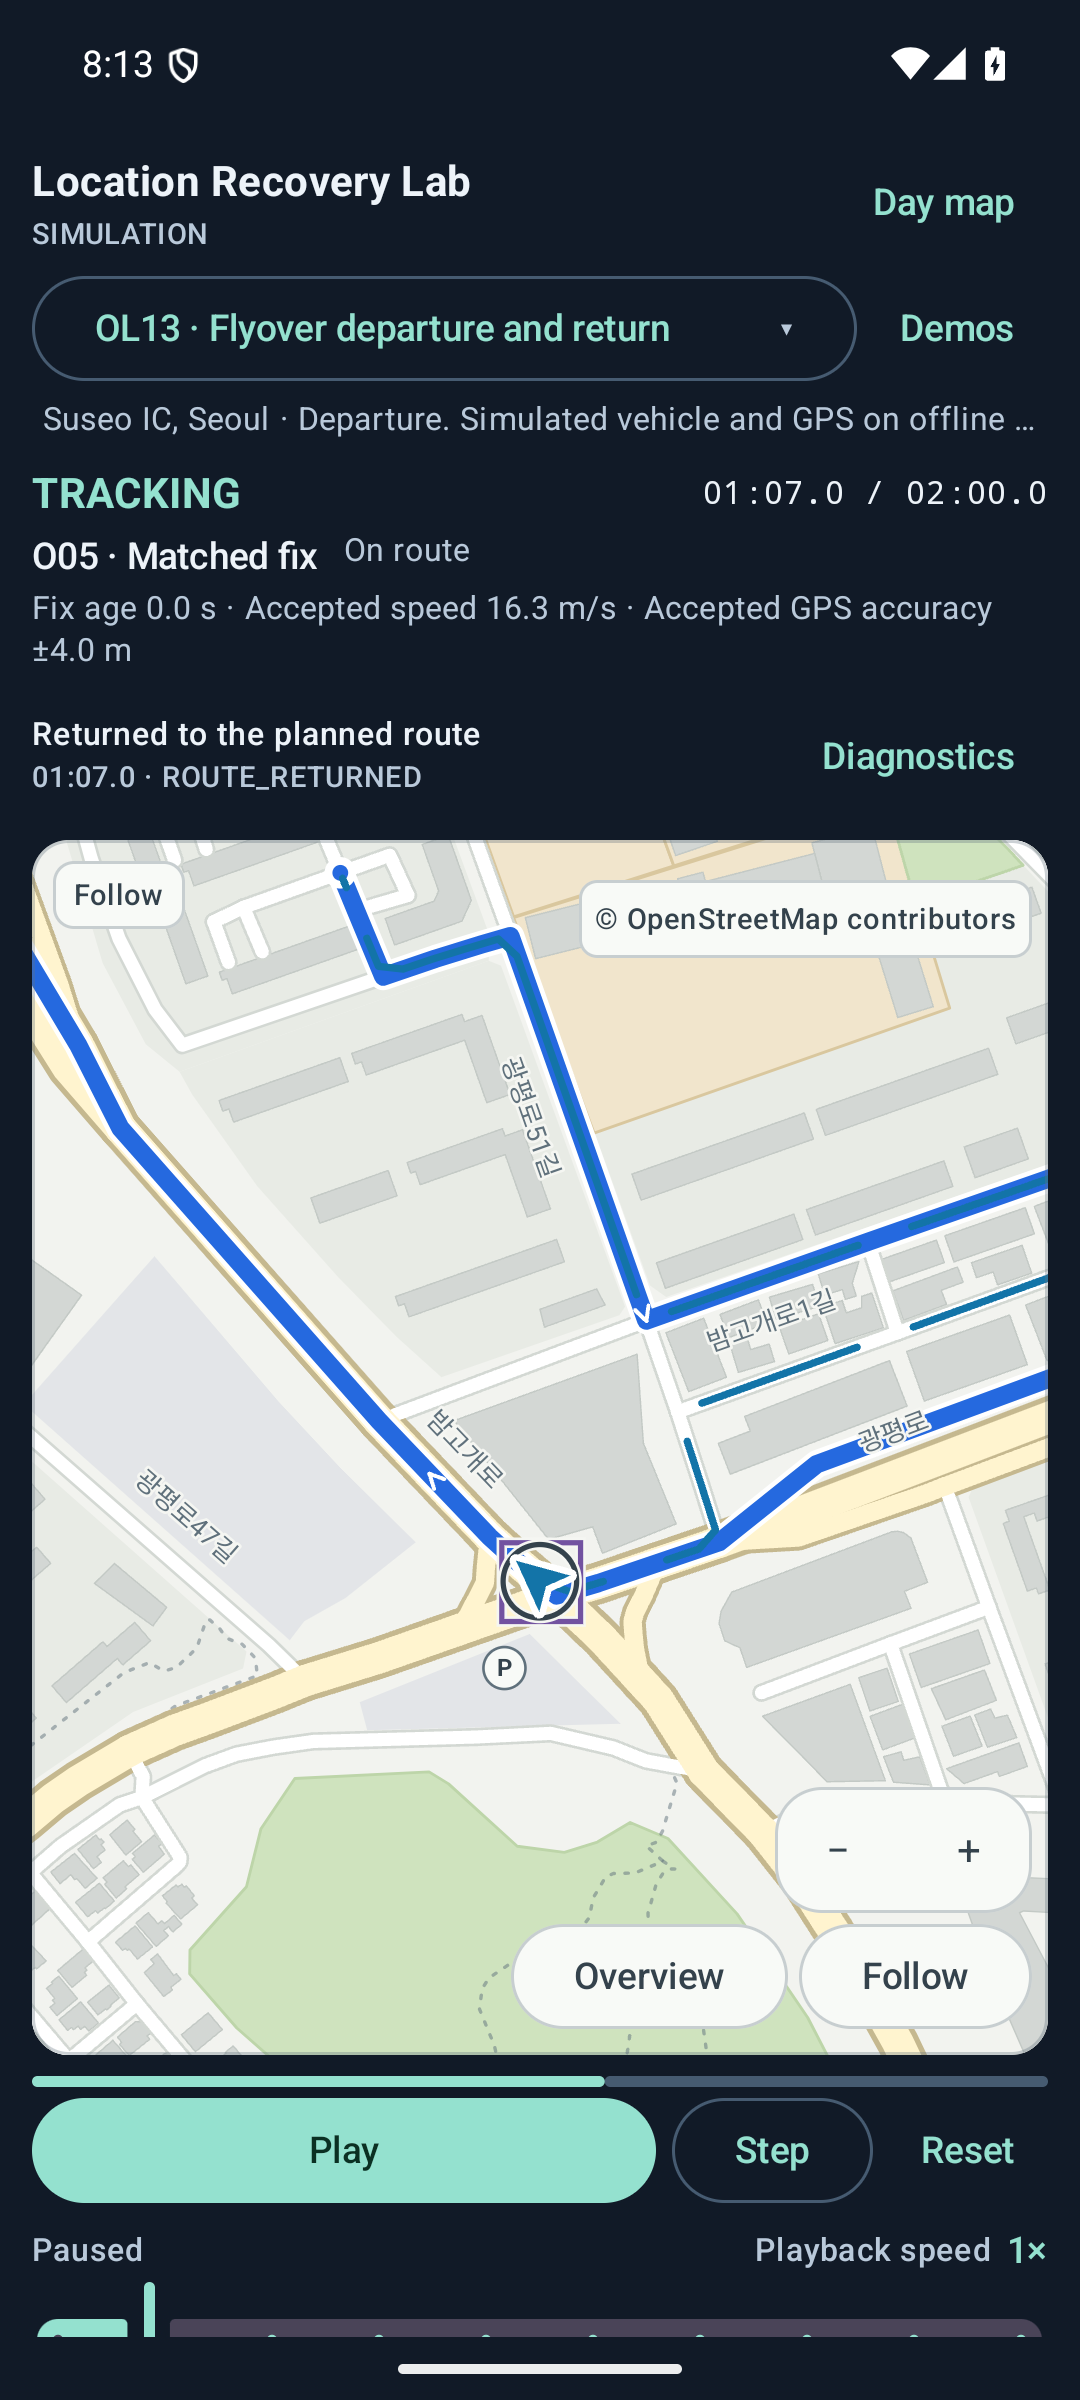 8:13
Location Recovery Lab
SIMULATION
Day map
OL13 · Flyover departure and return ▾
Demos
Suseo IC, Seoul · Departure. Simulated vehicle and GPS on offline …
TRACKING
01:07.0 / 02:00.0
O05 · Matched fix
On route
Fix age 0.0 s · Accepted speed 16.3 m/s · Accepted GPS accuracy
±4.0 m
Returned to the planned route
01:07.0 · ROUTE_RETURNED
Diagnostics
Follow
© OpenStreetMap contributors
광평로51길
밤고개로1길
밤고개로
광평로
광평로47길
P
− +
Overview
Follow
Play
Step
Reset
Paused
Playback speed 1×